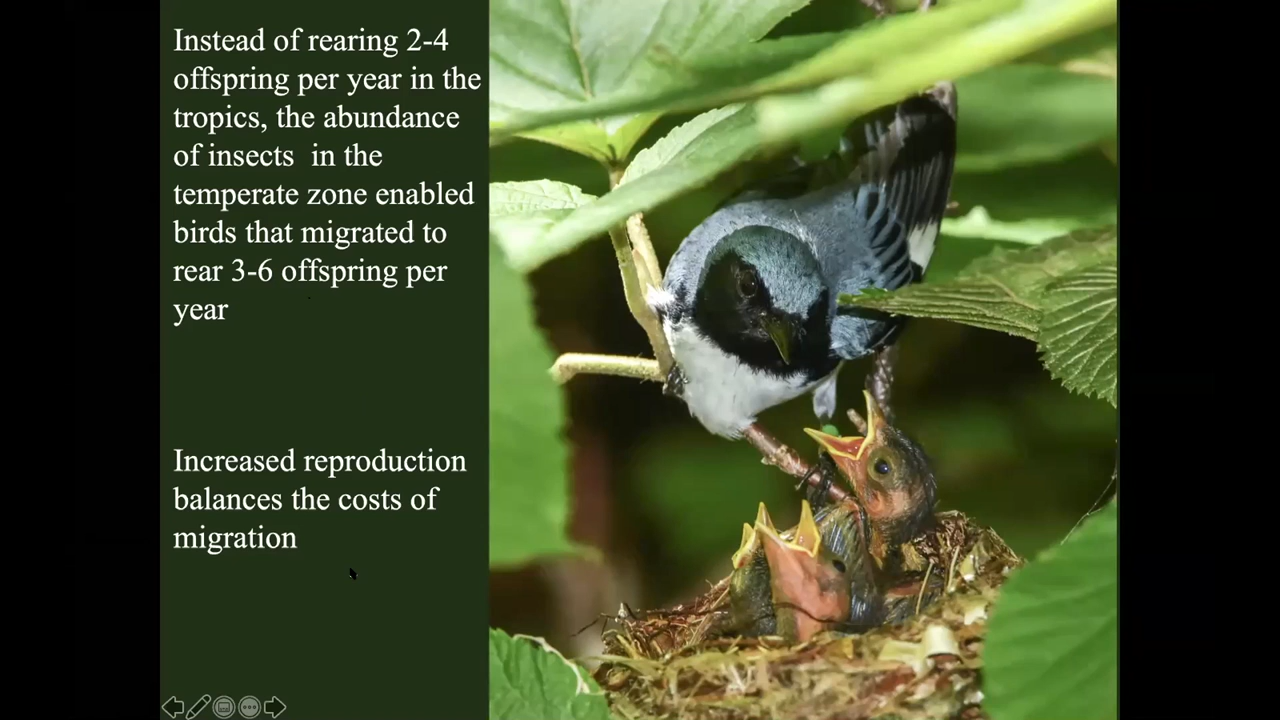 Instead of rearing 2-4
offspring per year in the
tropics, the abundance
of insects  in the
temperate zone enabled
birds that migrated to
rear 3-6 offspring per
year
Increased reproduction
balances the costs of
migration